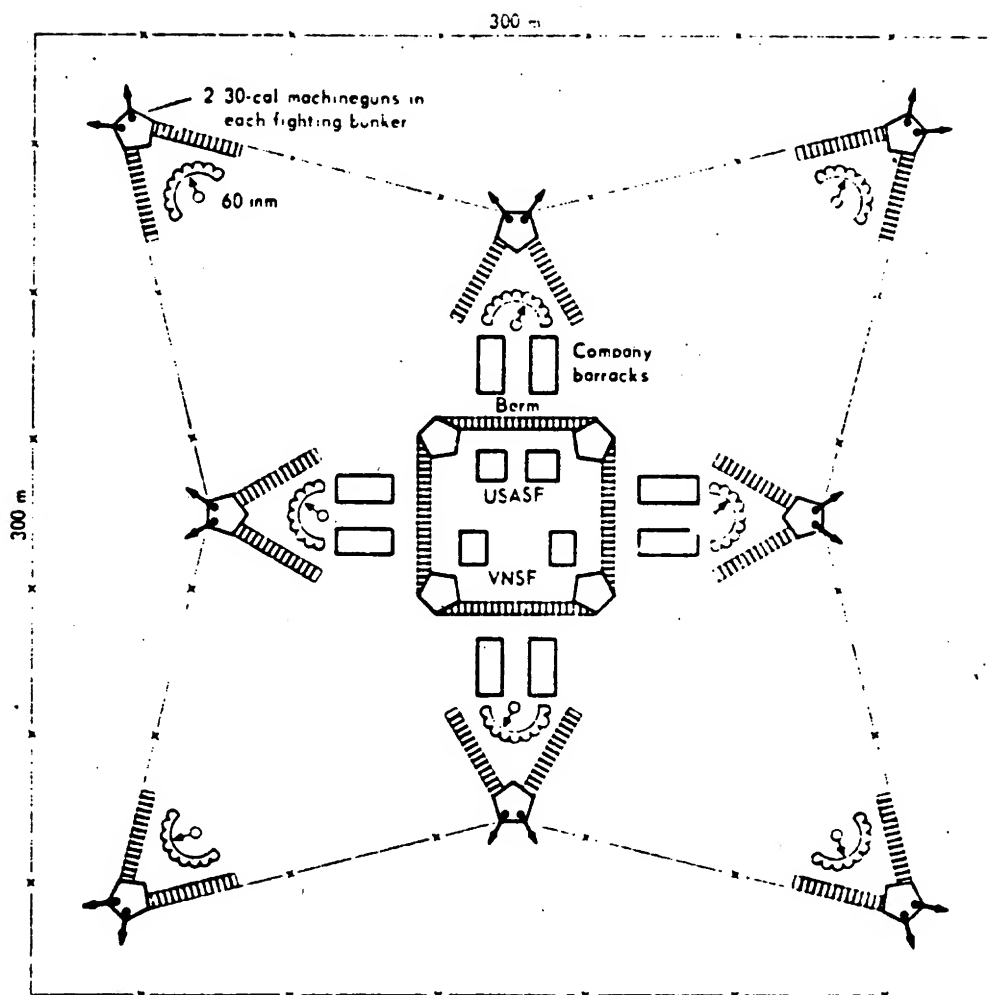 300 m
2 30-cal machineguns in
each fighting bunker
60 mm
Company
barracks
Berm
USASF
VNSF
300 m